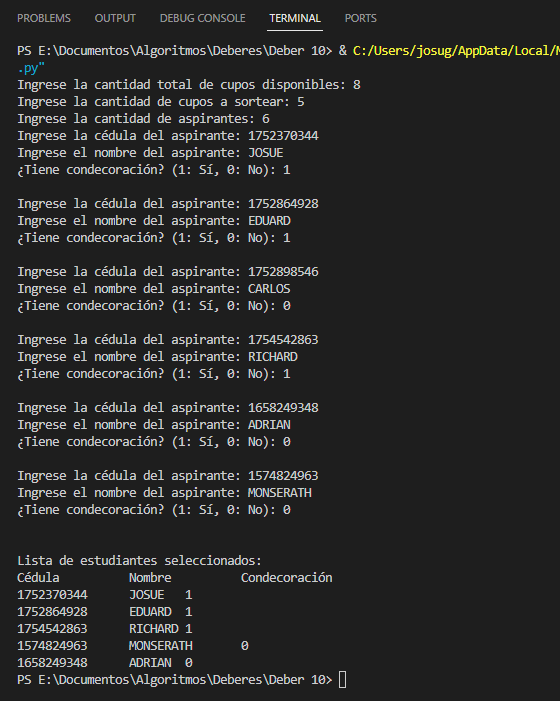 PROBLEMS OUTPUT DEBUG CONSOLE TERMINAL PORTS
PS E:\Documentos\Algoritmos\Deberes\Deber 10> & C:/Users/josug/AppData/Local/
.py"
Ingrese la cantidad total de cupos disponibles: 8
Ingrese la cantidad de cupos a sortear: 5
Ingrese la cantidad de aspirantes: 6
Ingrese la cédula del aspirante: 1752370344
Ingrese el nombre del aspirante: JOSUE
¿Tiene condecoración? (1: Sí, 0: No): 1
Ingrese la cédula del aspirante: 1752864928
Ingrese el nombre del aspirante: EDUARD
¿Tiene condecoración? (1: Sí, 0: No): 1
Ingrese la cédula del aspirante: 1752898546
Ingrese el nombre del aspirante: CARLOS
¿Tiene condecoración? (1: Sí, 0: No): 0
Ingrese la cédula del aspirante: 1754542863
Ingrese el nombre del aspirante: RICHARD
¿Tiene condecoración? (1: Sí, 0: No): 1
Ingrese la cédula del aspirante: 1658249348
Ingrese el nombre del aspirante: ADRIAN
¿Tiene condecoración? (1: Sí, 0: No): 0
Ingrese la cédula del aspirante: 1574824963
Ingrese el nombre del aspirante: MONSERATH
¿Tiene condecoración? (1: Sí, 0: No): 0
Lista de estudiantes seleccionados:
Cédula Nombre Condecoración
1752370344 JOSUE 1
1752864928 EDUARD 1
1754542863 RICHARD 1
1574824963 MONSERATH 0
1658249348 ADRIAN 0
PS E:\Documentos\Algoritmos\Deberes\Deber 10>